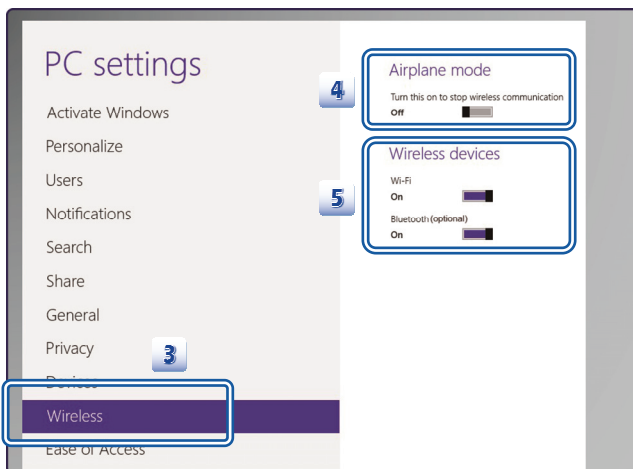 PC settings
Activate Windows
Personalize
Users
Notifications
Search
Share
General
Privacy
3
Devices
Wireless
Ease of Access
4
Airplane mode
Turn this on to stop wireless communication
Off
5
Wireless devices
Wi-Fi
On
Bluetooth (optional)
On